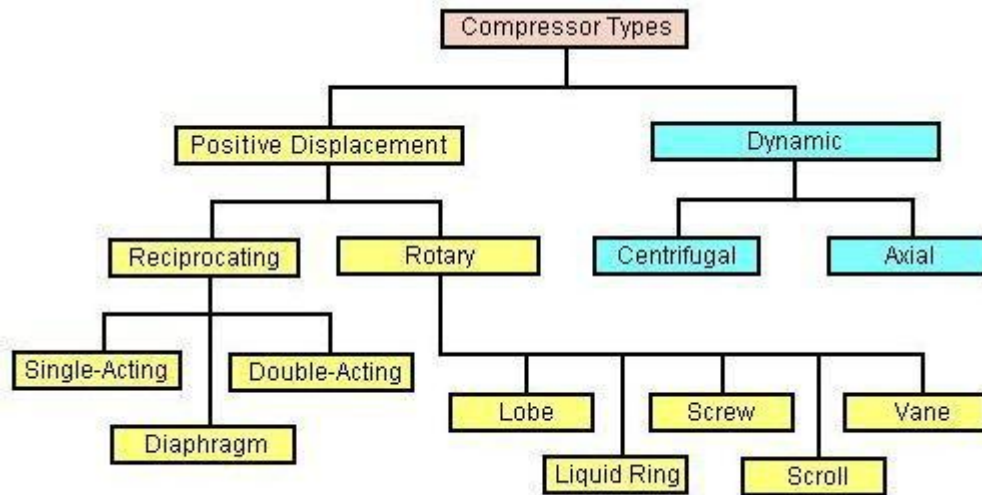 Compressor Types
Positive Displacement
Dynamic
Reciprocating
Rotary
Centrifugal
Axial
Single-Acting
Double-Acting
Diaphragm
Lobe
Screw
Vane
Liquid Ring
Scroll